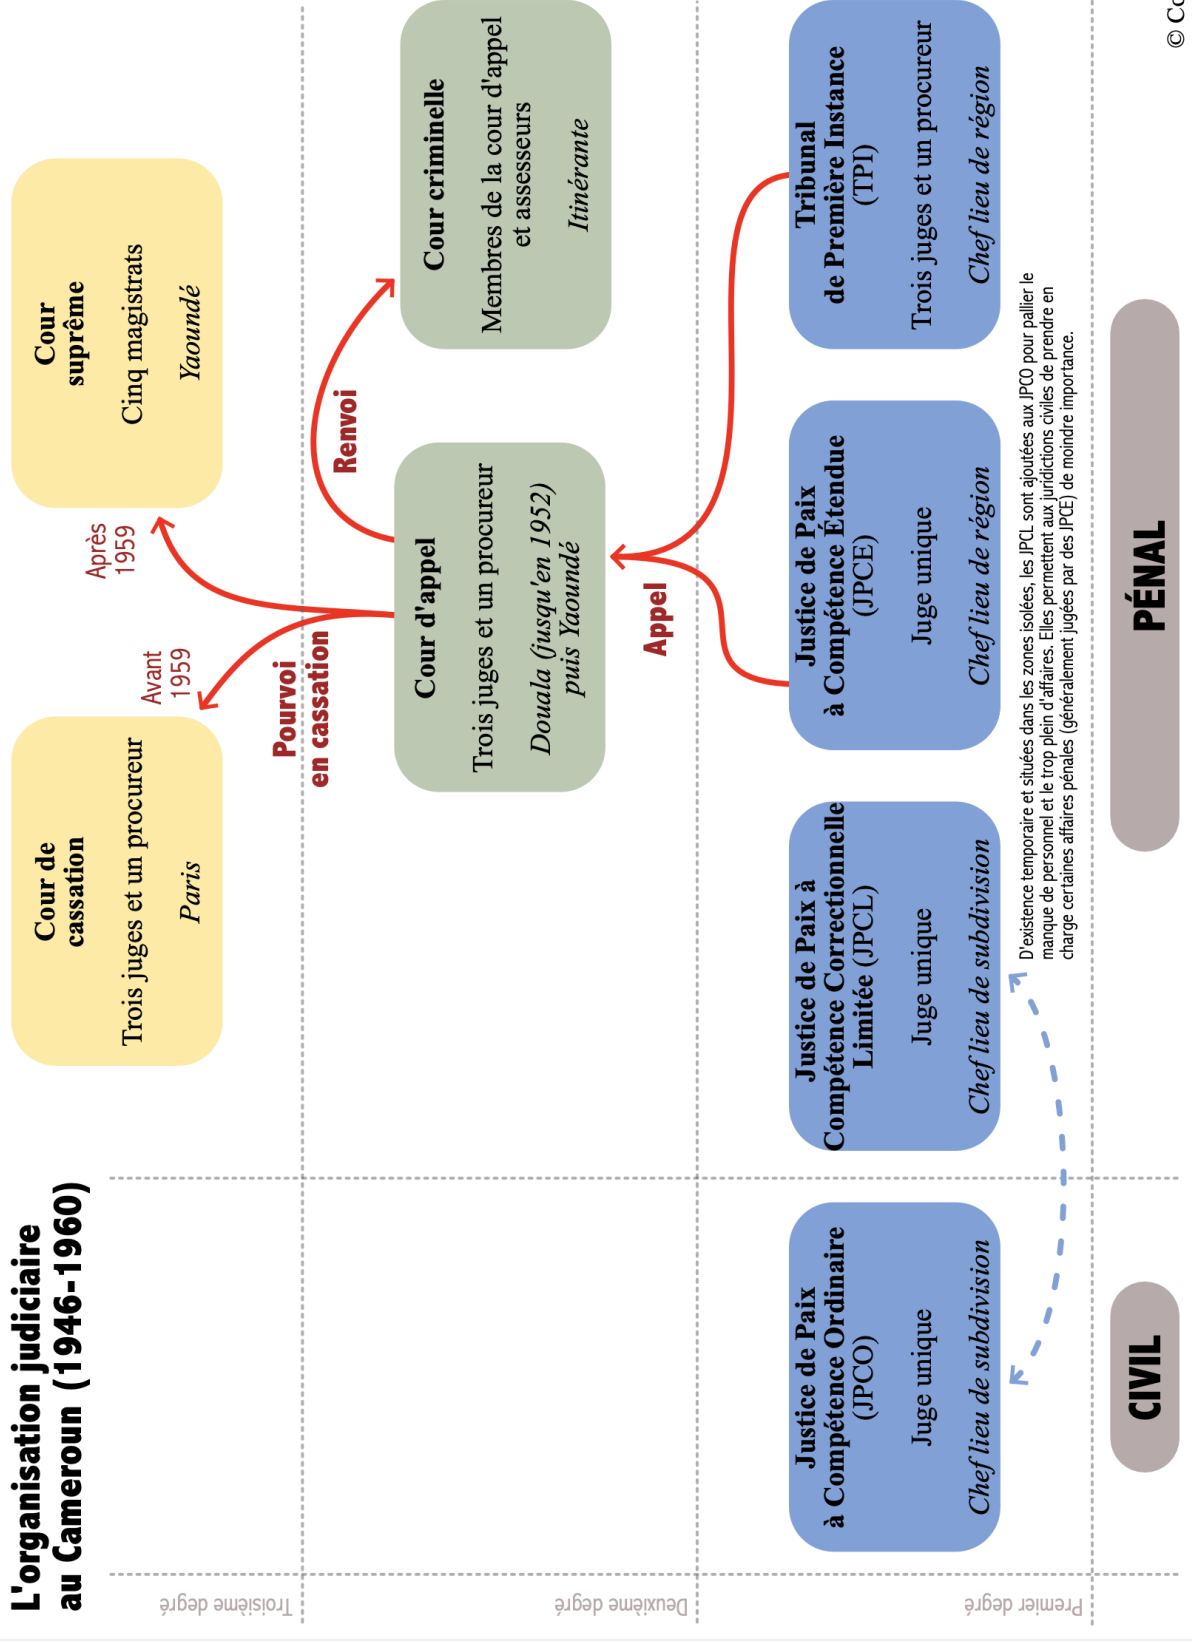 L'organisation judiciaire
au Cameroun (1946-1960)
Troisième degré
Cour de
cassation
Trois juges et un procureur
Paris
Avant
1959
Après
1959
Cour
suprême
Cinq magistrats
Yaoundé
Pourvoi
en cassation
Renvoi
Deuxième degré
Cour d'appel
Trois juges et un procureur
Douala (jusqu'en 1952)
puis Yaoundé
Cour criminelle
Membres de la cour d'appel
et assesseurs
Itinérante
Appel
Premier degré
Justice de Paix
à Compétence Ordinaire
(JPCO)
Juge unique
Chef lieu de subdivision
Justice de Paix à
Compétence Correctionnelle
Limitée (JPCL)
Juge unique
Chef lieu de subdivision
Justice de Paix
à Compétence Étendue
(JPCE)
Juge unique
Chef lieu de région
Tribunal
de Première Instance
(TPI)
Trois juges et un procureur
Chef lieu de région
D'existence temporaire et situées dans les zones isolées, les JPCL sont ajoutées aux JPCO pour pallier le
manque de personnel et le trop plein d'affaires. Elles permettent aux juridictions civiles de prendre en
charge certaines affaires pénales (généralement jugées par des JPCE) de moindre importance.
CIVIL
PÉNAL
©